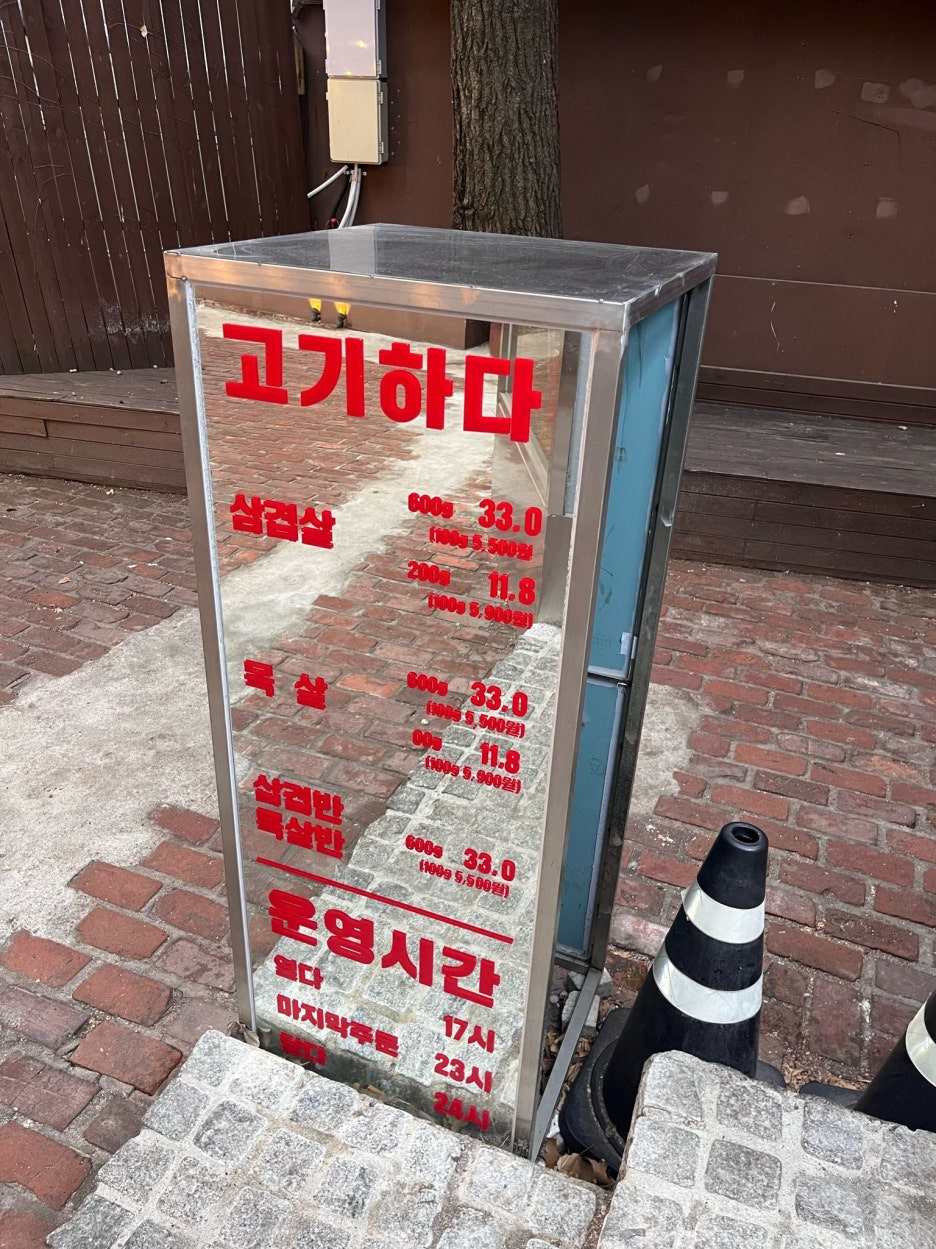 고기하다
삼겹살 600g 33.0
(100g 5,500원
200g 11.8
(100g 5,900원)
목 살 600g 33.0
(100g 5,500원)
00g 11.8
(100g 5,900원)
삼겹반
목살반 600g 33.0
(100g 5,500원)
운영시간
열다 17시
마지막주문 23시
닫다 24시